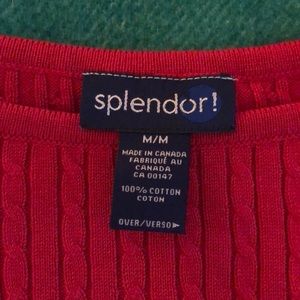 splendor!
M/M
MADE IN CANADA
FABRIQUÉ AU
CANADA
CA 00147
100% COTTON
COTON
OVER/VERSO▶